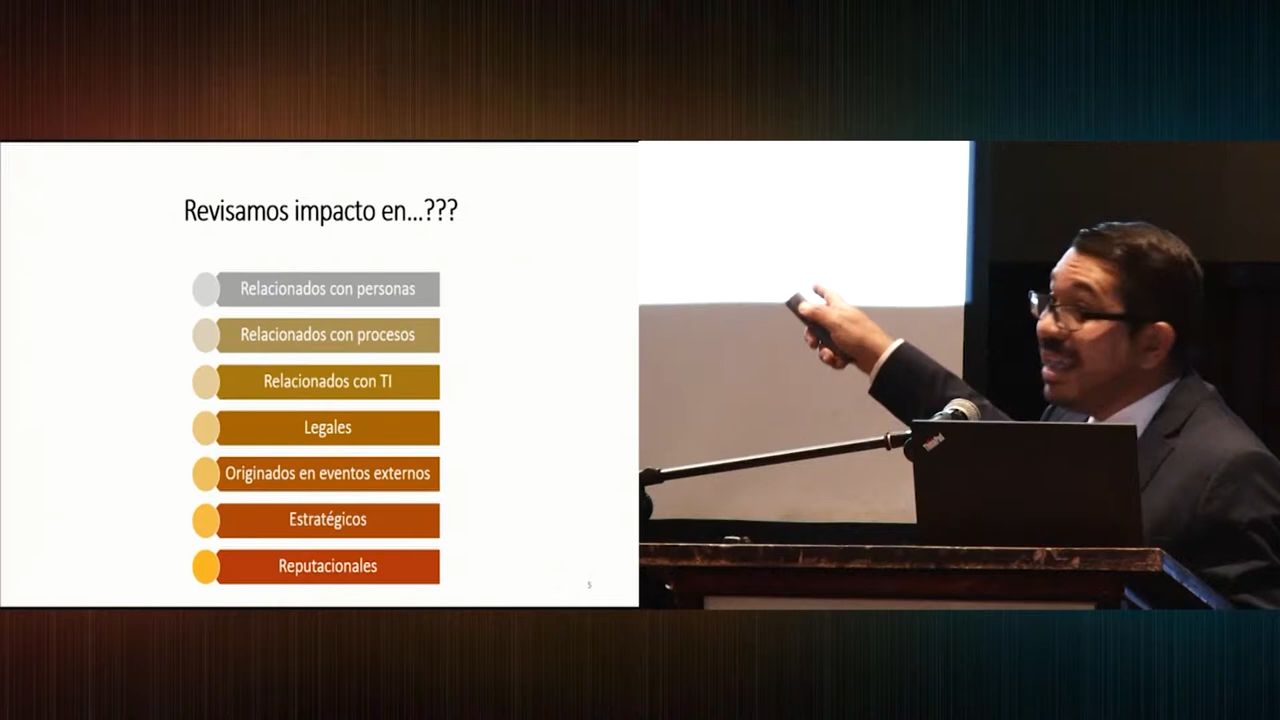 Revisamos impacto en...???
Relacionados con personas
Relacionados con procesos
Relacionados con TI
Legales
Originados en eventos externos
Estratégicos
Reputacionales
5
ThinkPad